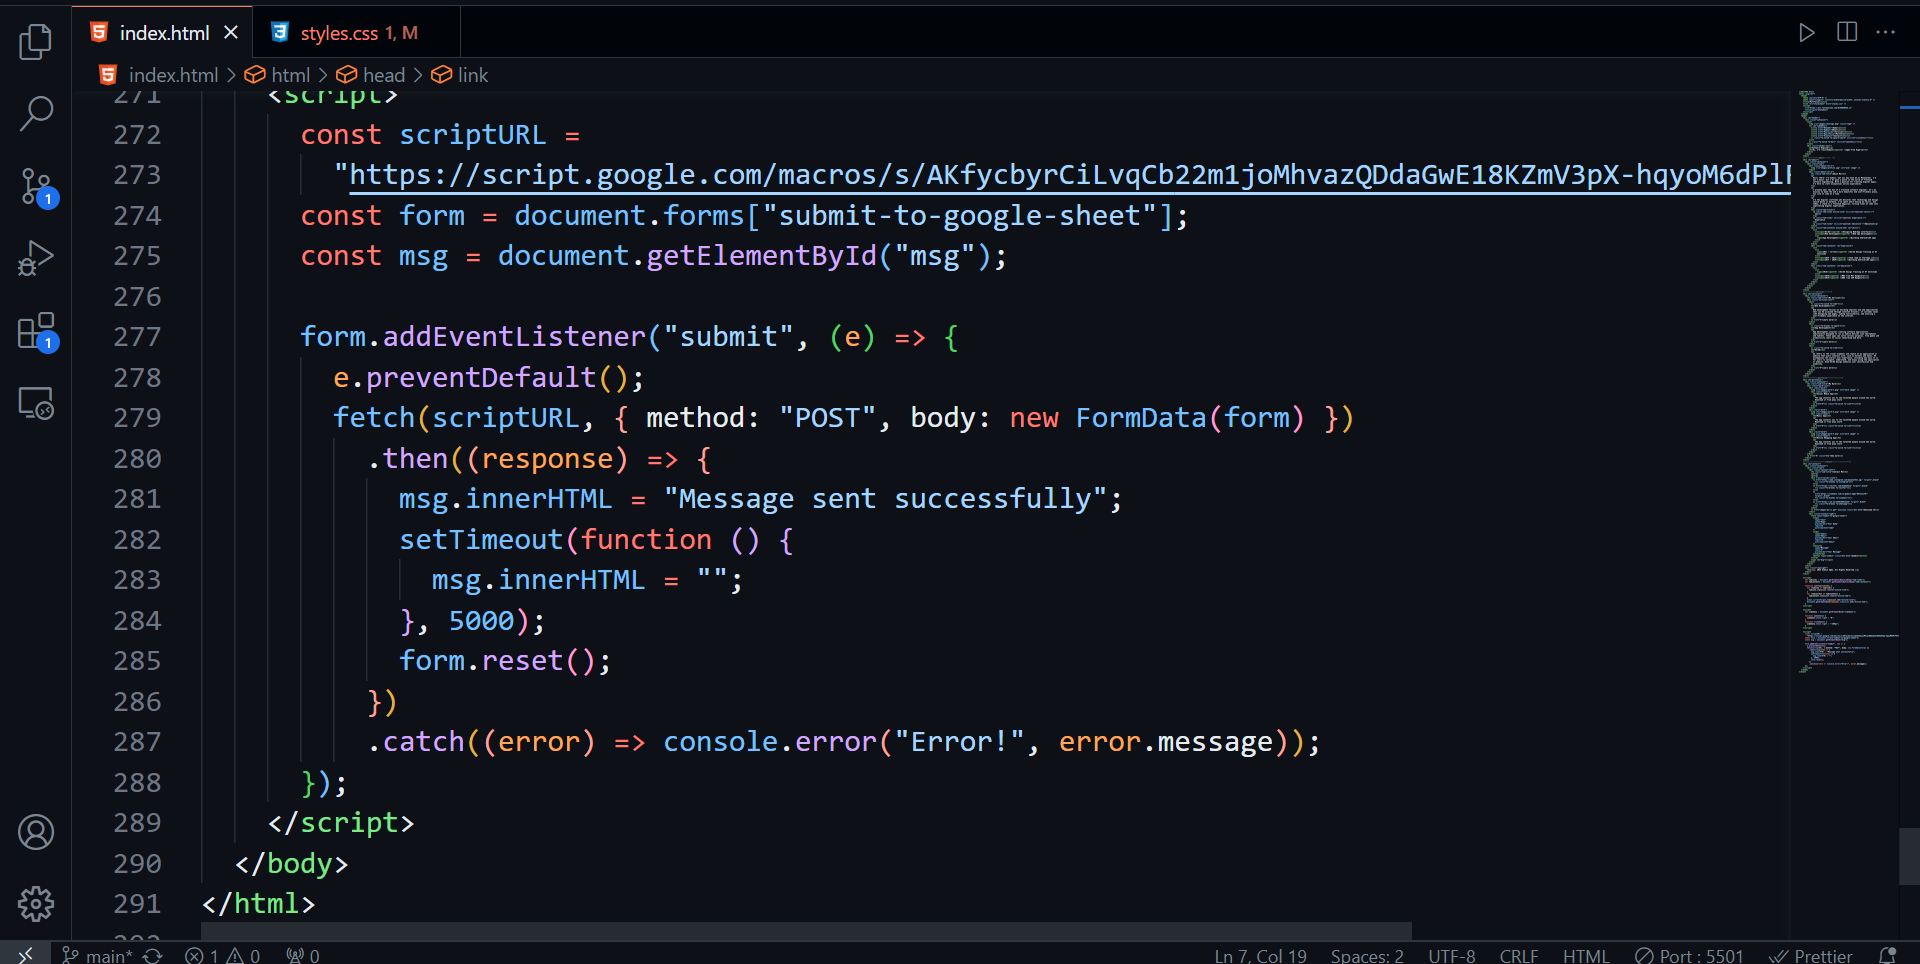 index.html
styles.css 1, M
index.html > html > head > link
271 <script>
272 const scriptURL =
273 "https://script.google.com/macros/s/AKfycbyrCiLvqCb22m1joMhvazQDdaGwE18KZmV3pX-hqyoM6dPl
274 const form = document.forms["submit-to-google-sheet"];
275 const msg = document.getElementById("msg");
276
277 form.addEventListener("submit", (e) => {
278 e.preventDefault();
279 fetch(scriptURL, { method: "POST", body: new FormData(form) })
280 .then((response) => {
281 msg.innerHTML = "Message sent successfully";
282 setTimeout(function () {
283 msg.innerHTML = "";
284 }, 5000);
285 form.reset();
286 })
287 .catch((error) => console.error("Error!", error.message));
288 });
289 </script>
290 </body>
291 </html>
1
1
main* 1 0 0 Ln 7, Col 19 Spaces: 2 UTF-8 CRLF HTML Port : 5501 Prettier